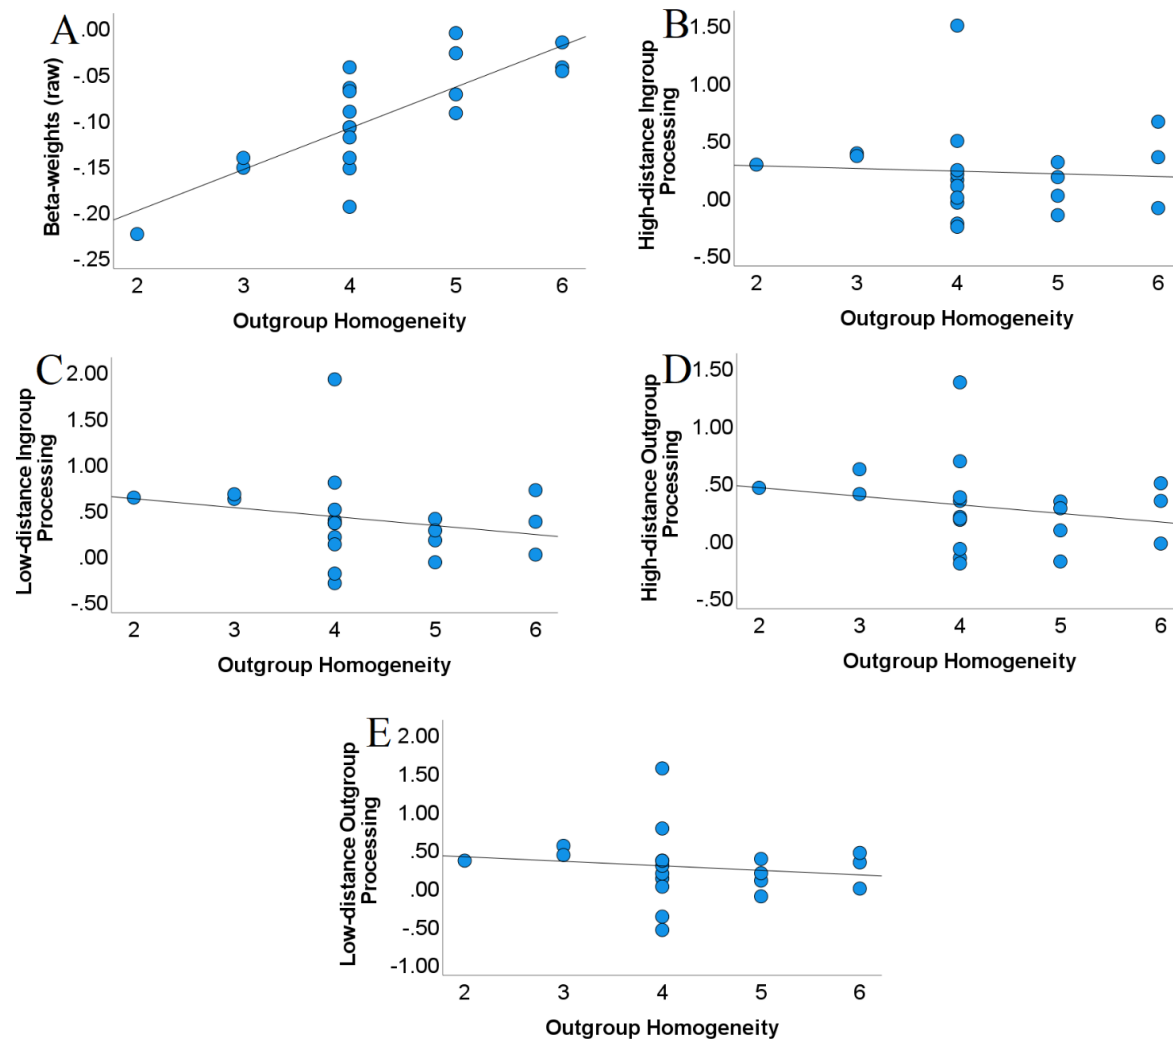 A
Beta-weights (raw)
.00
-.05
-.10
-.15
-.20
-.25
2 3 4 5 6
Outgroup Homogeneity
B
High-distance Ingroup
Processing
1.50
1.00
.50
.00
-.50
2 3 4 5 6
Outgroup Homogeneity
C
Low-distance Ingroup
Processing
2.00
1.50
1.00
.50
.00
-.50
2 3 4 5 6
Outgroup Homogeneity
D
High-distance Outgroup
Processing
1.50
1.00
.50
.00
-.50
2 3 4 5 6
Outgroup Homogeneity
E
Low-distance Outgroup
Processing
2.00
1.50
1.00
.50
.00
-.50
-1.00
2 3 4 5 6
Outgroup Homogeneity